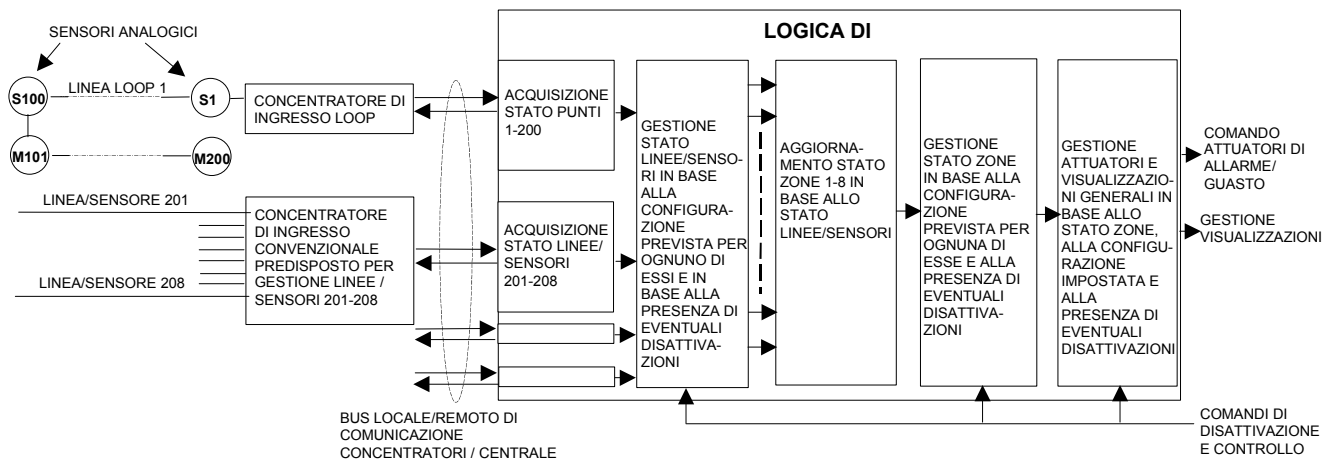 LOGICA DI
SENSORI ANALOGICI
S100
LINEA LOOP 1
S1
M101
M200
CONCENTRATORE DI
INGRESSO LOOP
LINEA/SENSORE 201
LINEA/SENSORE 208
CONCENTRATORE
DI INGRESSO
CONVENZIONALE
PREDISPOSTO PER
GESTIONE LINEE /
SENSORI 201-208
BUS LOCALE/REMOTO DI
COMUNICAZIONE
CONCENTRATORI / CENTRALE
ACQUISIZIONE
STATO PUNTI
1-200
ACQUISIZIONE
STATO LINEE/
SENSORI
201-208
GESTIONE
STATO
LINEE/SENSO-
RI IN BASE
ALLA
CONFIGURA-
ZIONE
PREVISTA PER
OGNUNO DI
ESSI E IN
BASE ALLA
PRESENZA DI
EVENTUALI
DISATTIVA-
ZIONI
AGGIORNA-
MENTO STATO
ZONE 1-8 IN
BASE ALLO
STATO
LINEE/SENSORI
GESTIONE
STATO ZONE
IN BASE ALLA
CONFIGURA-
ZIONE
PREVISTA PER
OGNUNA DI
ESSE E ALLA
PRESENZA DI
EVENTUALI
DISATTIVA-
ZIONI
GESTIONE
ATTUATORI E
VISUALIZZAZIO-
NI GENERALI IN
BASE ALLO
STATO ZONE,
ALLA CONFIGU-
RAZIONE
IMPOSTATA E
ALLA
PRESENZA DI
EVENTUALI
DISATTIVAZIONI
COMANDO
ATTUATORI DI
ALLARME/
GUASTO
GESTIONE
VISUALIZZAZIONI
COMANDI DI
DISATTIVAZIONE
E CONTROLLO